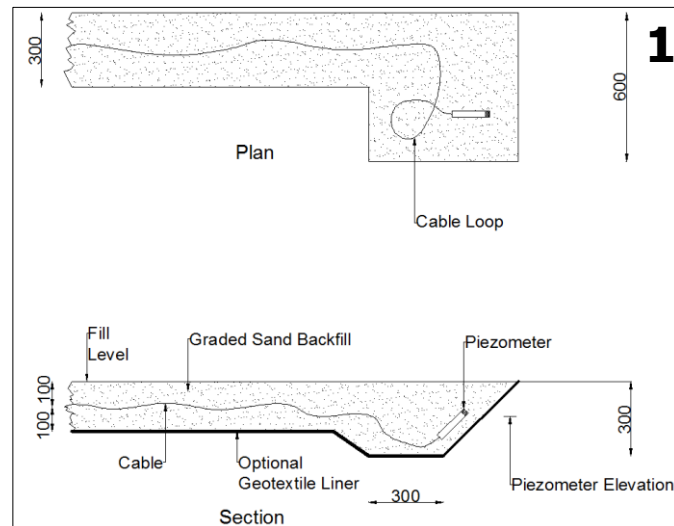 1
300
600
Plan
Cable Loop
Fill
Level
Graded Sand Backfill
Piezometer
100
100
300
Cable
Optional
Geotextile Liner
300
Piezometer Elevation
Section